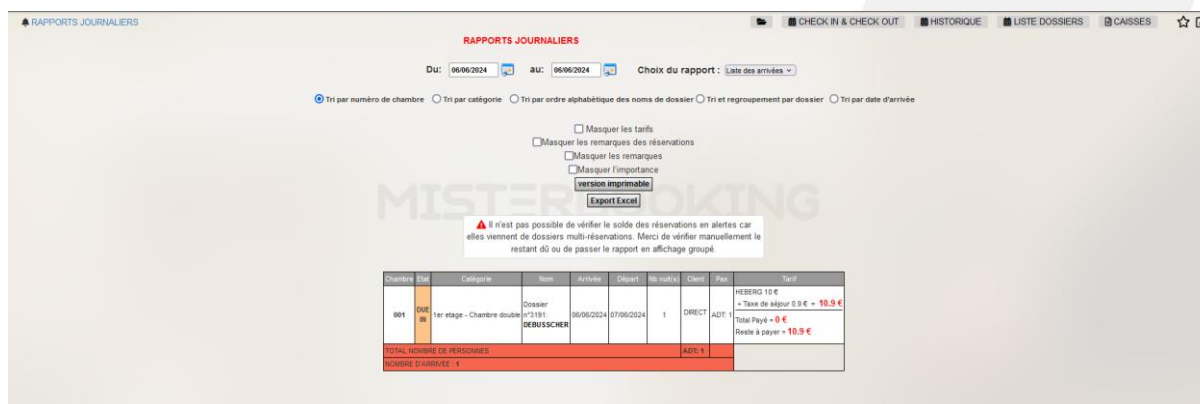 RAPPORTS JOURNALIERS
CHECK IN & CHECK OUT
HISTORIQUE
LISTE DOSSIERS
CAISSES
RAPPORTS JOURNALIERS
Du: 06/06/2024 au: 06/06/2024 Choix du rapport : Liste des arrivées
Tri par numéro de chambre Tri par catégorie Tri par ordre alphabétique des noms de dossier Tri et regroupement par dossier Tri par date d'arrivée
Masquer les tarifs
Masquer les remarques des réservations
Masquer les remarques
Masquer l'importance
version imprimable
Export Excel
MISTERBOOKING
Il n'est pas possible de vérifier le solde des réservations en alertes car
elles viennent de dossiers multi-réservations. Merci de vérifier manuellement le
restant dû ou de passer le rapport en affichage groupé.
Chambre Etat Catégorie Nom Arrivée Départ Nb nuit(s) Client Pax Tarif
001 DUE IN 1er etage - Chambre double Dossier n°3191: DEBUSSCHER 06/06/2024 07/06/2024 1 DIRECT ADT: 1
HEBERG 10 €
+ Taxe de séjour 0.9 € = 10.9 €
Total Payé = 0 €
Reste à payer = 10.9 €
TOTAL NOMBRE DE PERSONNES ADT: 1
NOMBRE D'ARRIVEE : 1